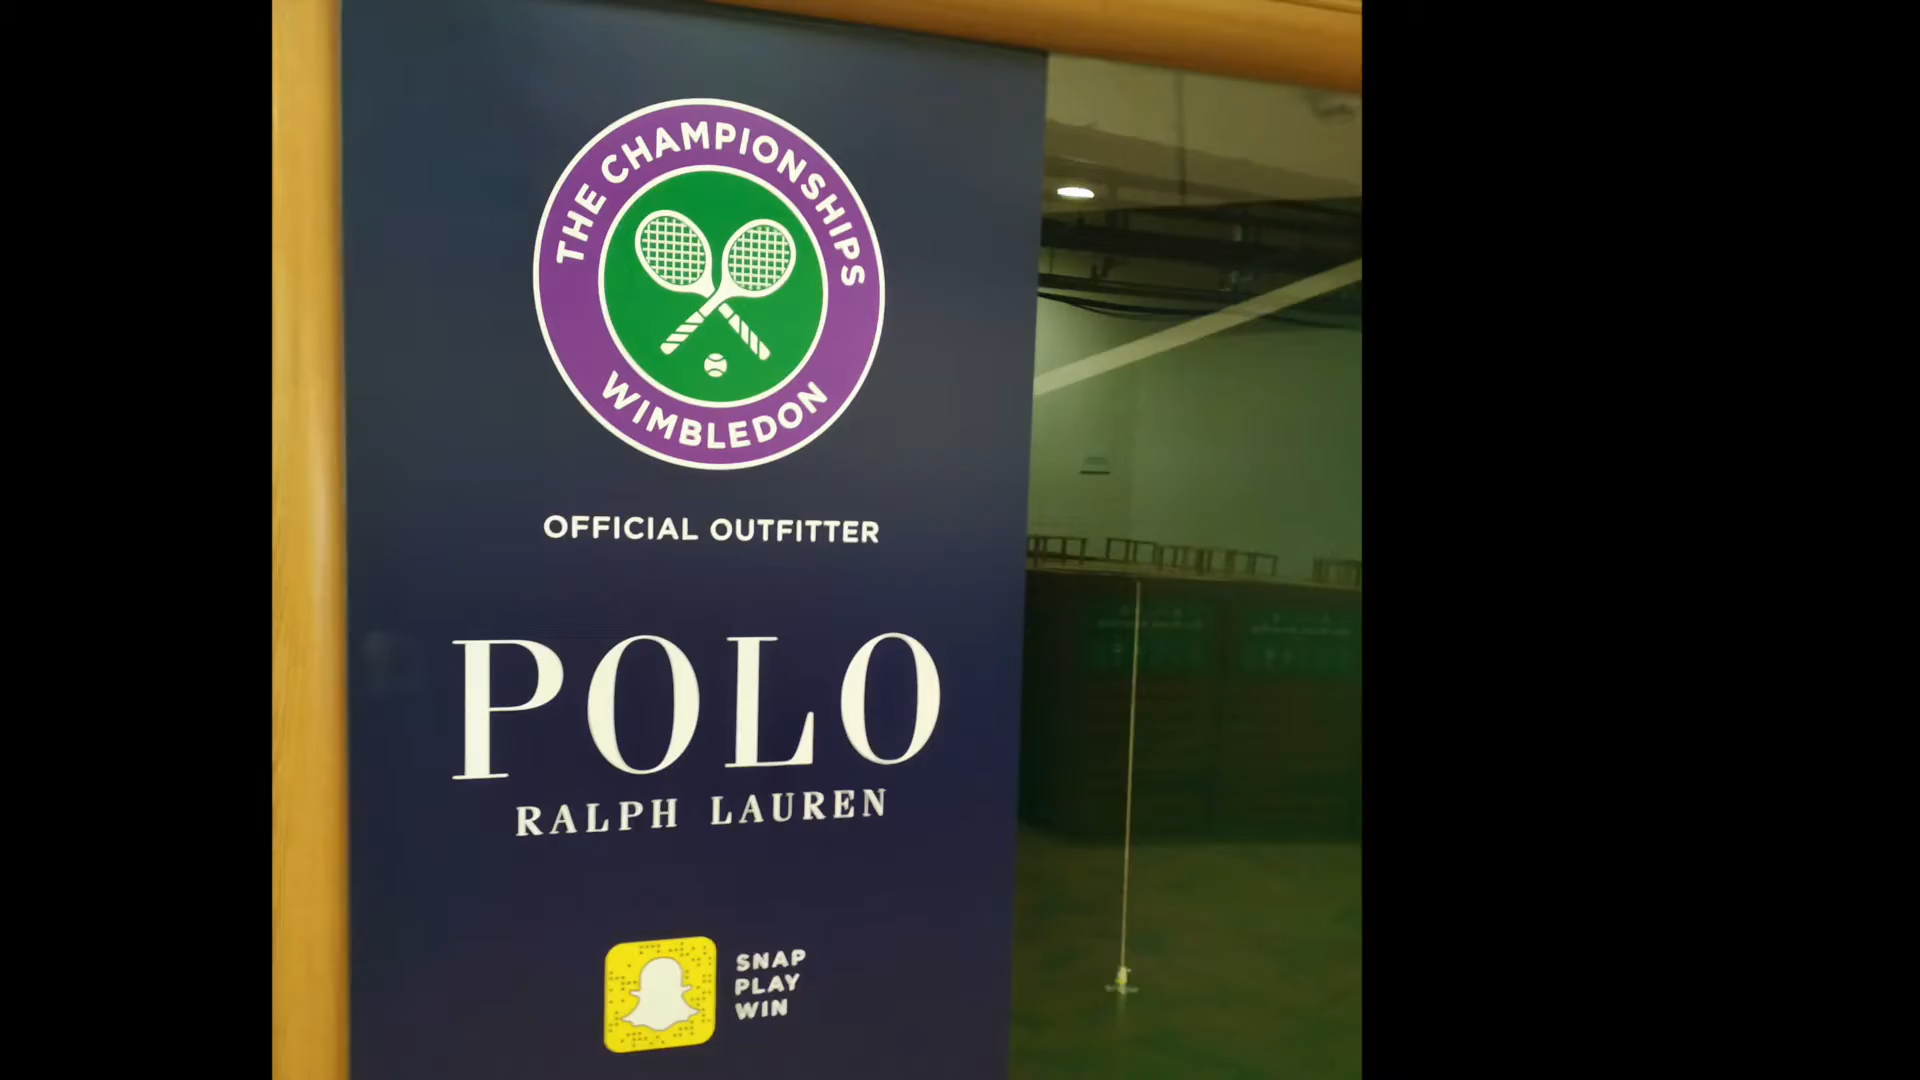 THE CHAMPIONSHIPS
WIMBLEDON
OFFICIAL OUTFITTER
POLO
RALPH LAUREN
SNAP
PLAY
WIN